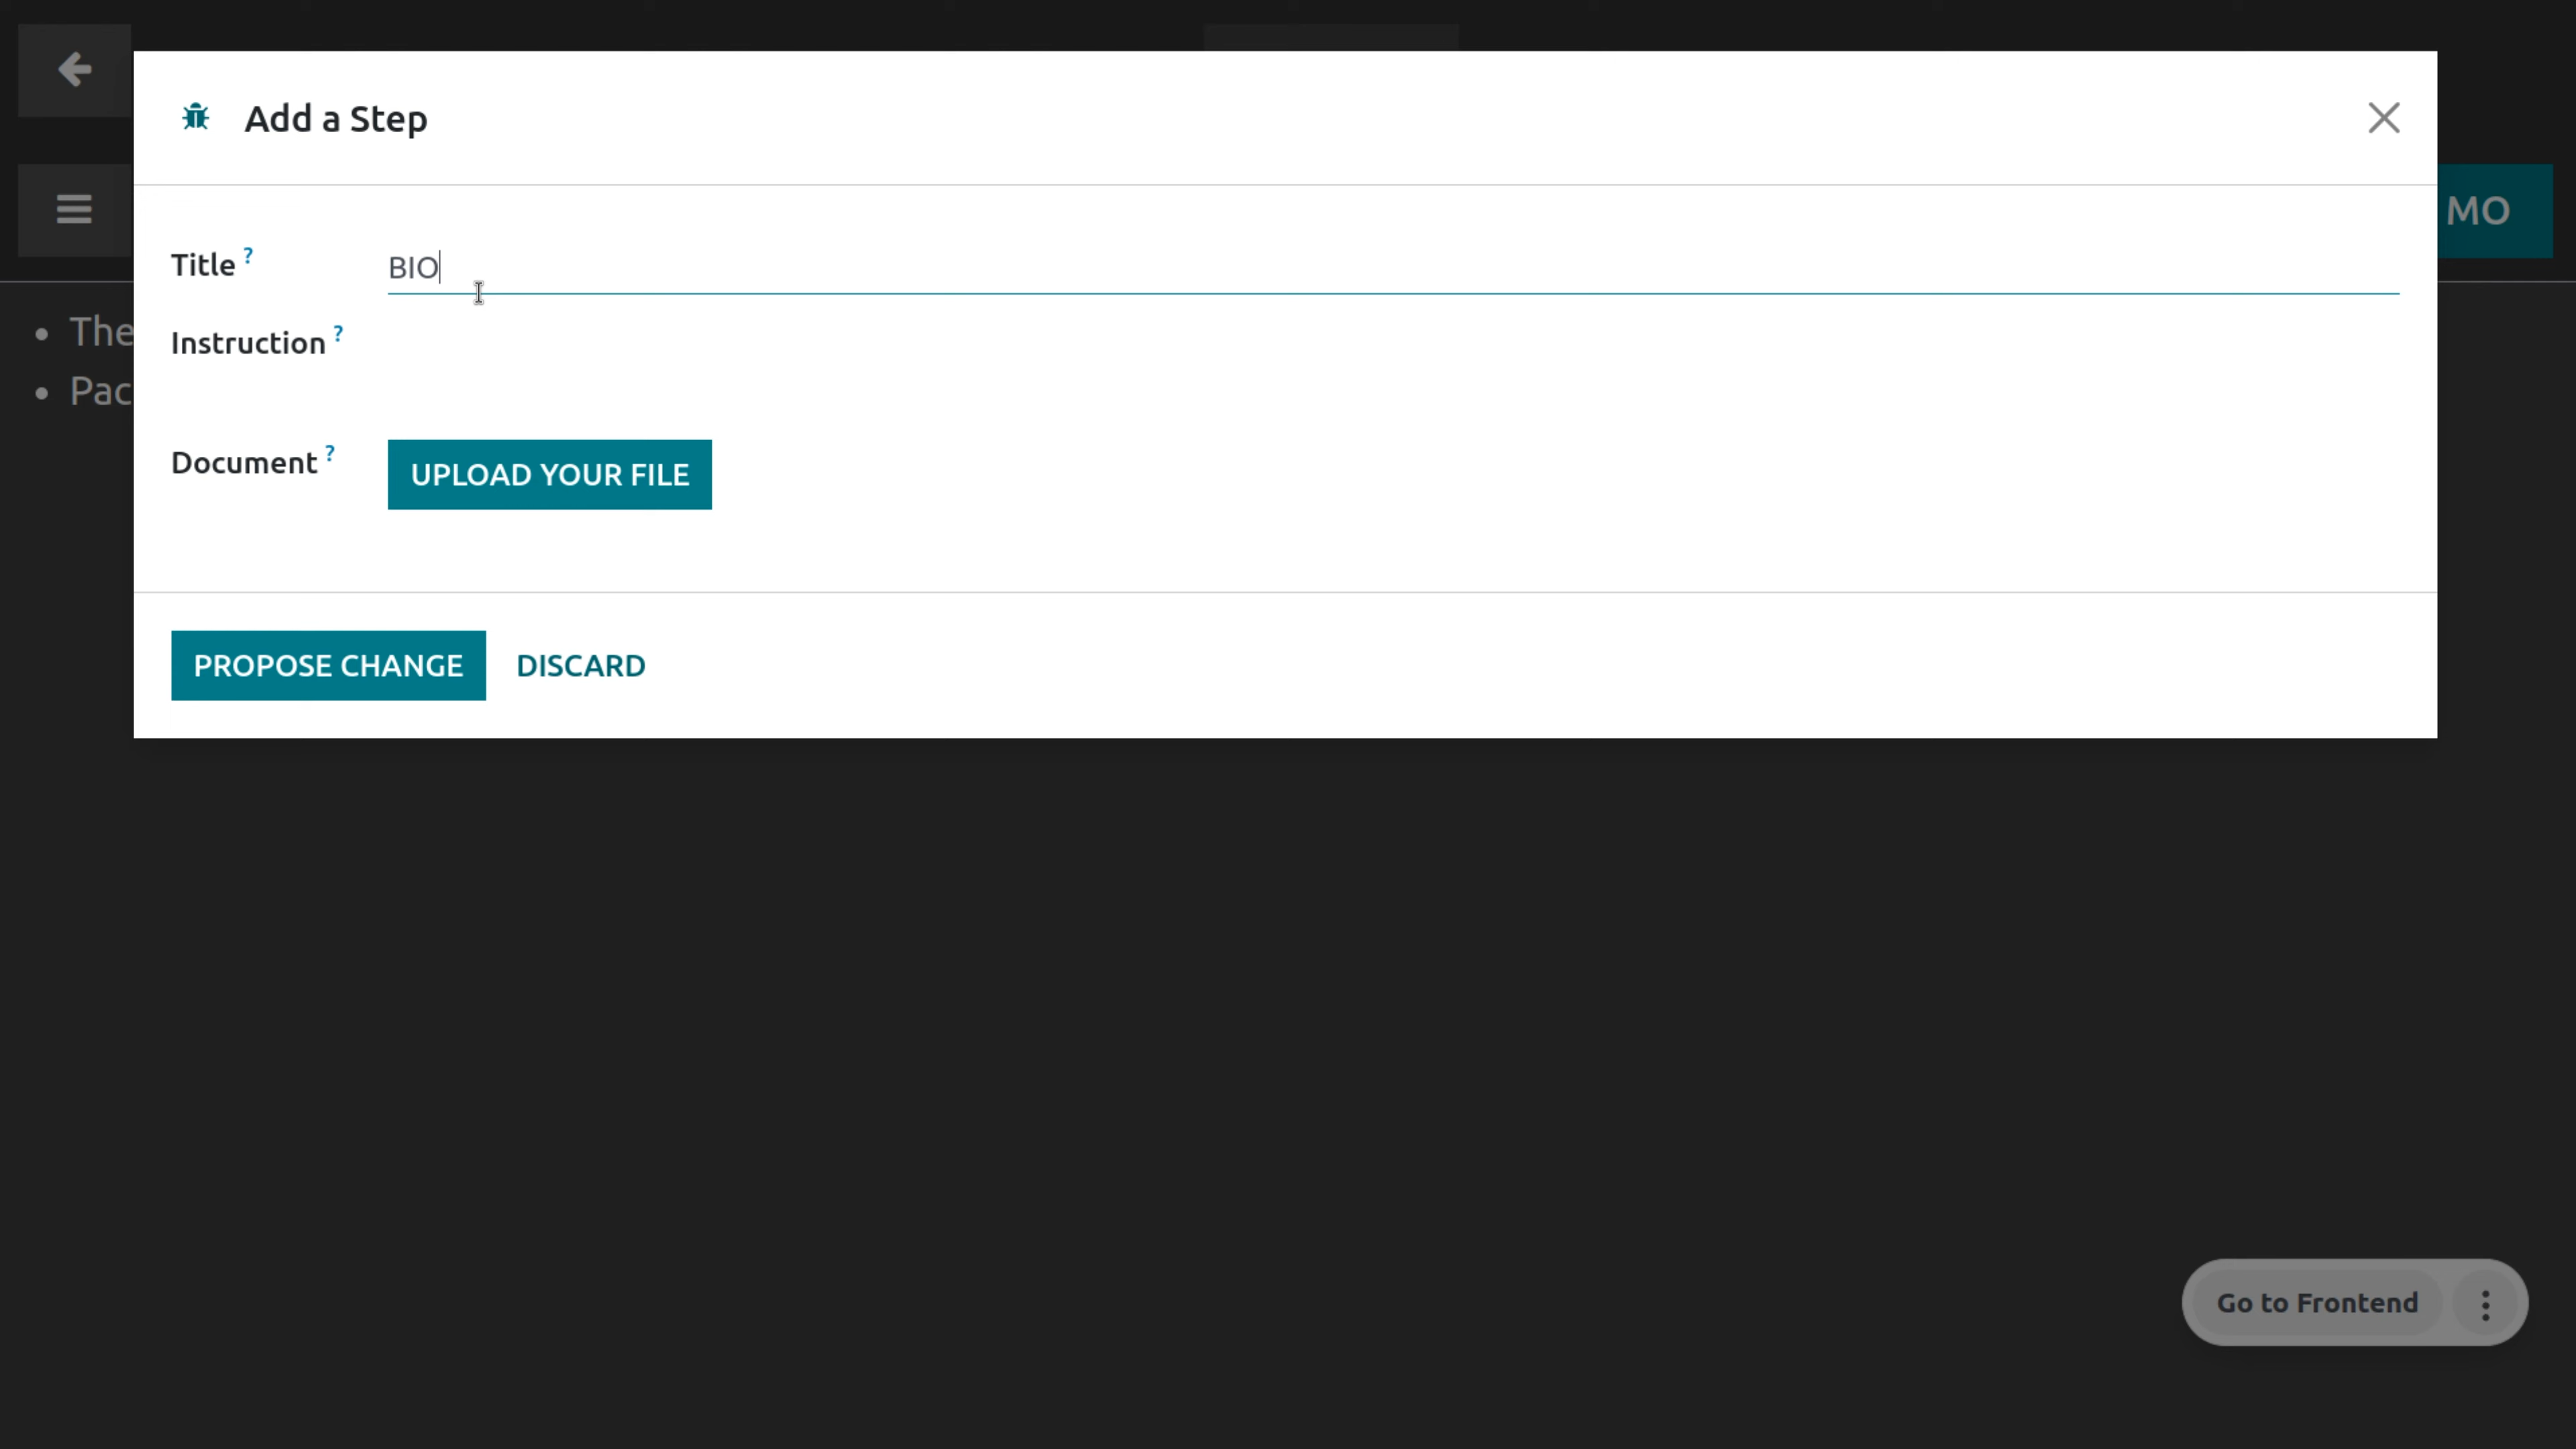 Add a Step
MO
Title ?
BIO
Instruction ?
The
Pac
Document ?
UPLOAD YOUR FILE
PROPOSE CHANGE
DISCARD
Go to Frontend